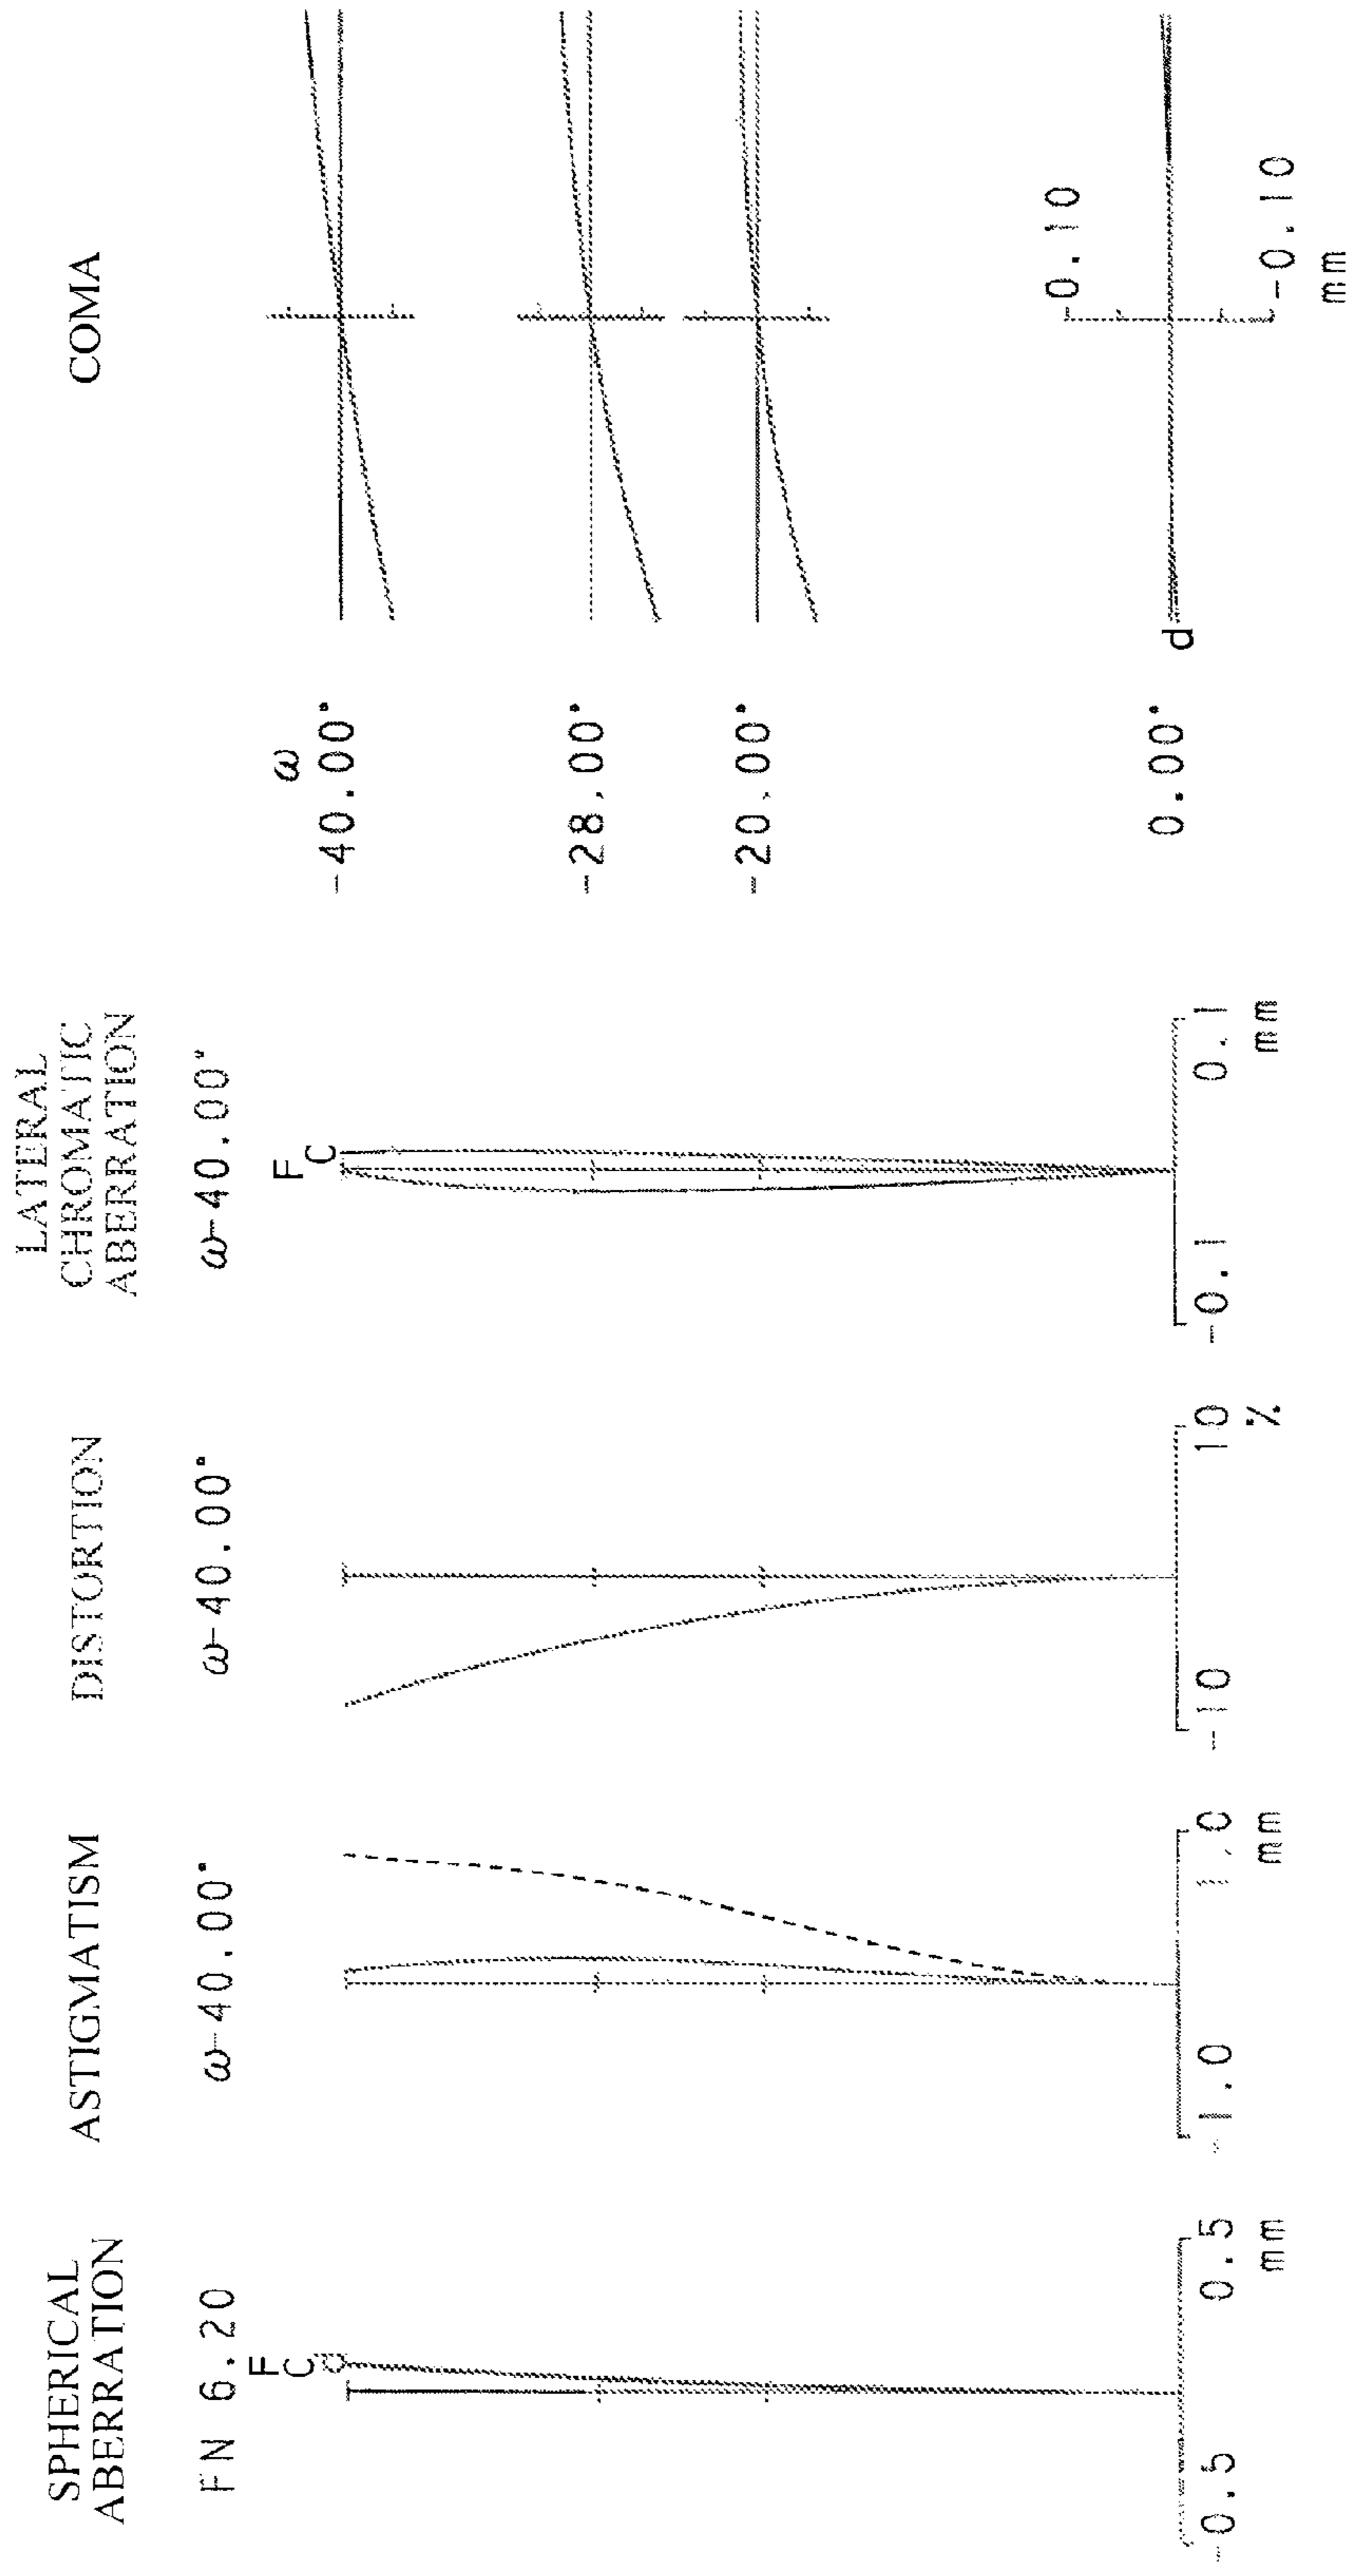 SPHERICAL
ABERRATION
FN 6.20
F
C
-0.5
0.5
mm
ASTIGMATISM
ω-40.00°
-1.0
1.0
mm
DISTORTION
ω-40.00°
-10
10
%
LATERAL
CHROMATIC
ABERRATION
ω-40.00°
F
C
-0.1
0.1
mm
COMA
ω
-40.00°
-28.00°
-20.00°
0.00°
d
0.10
-0.10
mm